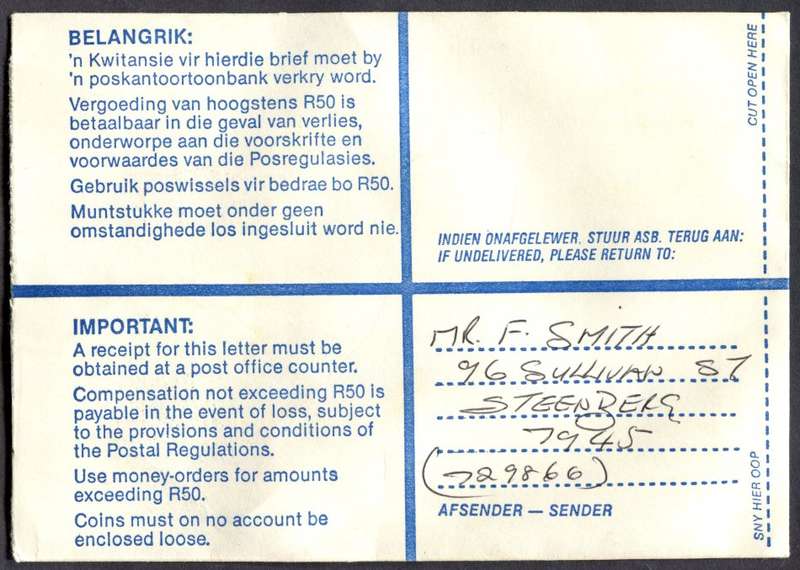 BELANGRIK:
'n Kwitansie vir hierdie brief moet by
'n poskantoortoonbank verkry word.
Vergoeding van hoogstens R50 is
betaalbaar in die geval van verlies,
onderworpe aan die voorskrifte en
voorwaardes van die Posregulasies.
Gebruik poswissels vir bedrae bo R50.
Muntstukke moet onder geen
omstandighede los ingesluit word nie.
CUT OPEN HERE
INDIEN ONAFGELEWER, STUUR ASB. TERUG AAN:
IF UNDELIVERED, PLEASE RETURN TO:
IMPORTANT:
A receipt for this letter must be
obtained at a post office counter.
Compensation not exceeding R50 is
payable in the event of loss, subject
to the provisions and conditions of
the Postal Regulations.
Use money-orders for amounts
exceeding R50.
Coins must on no account be
enclosed loose.
MR. F. SMITH
96 SULLIVAN ST
STEENBERG
7945
(729866)
AFSENDER — SENDER
SNY HIER OOP